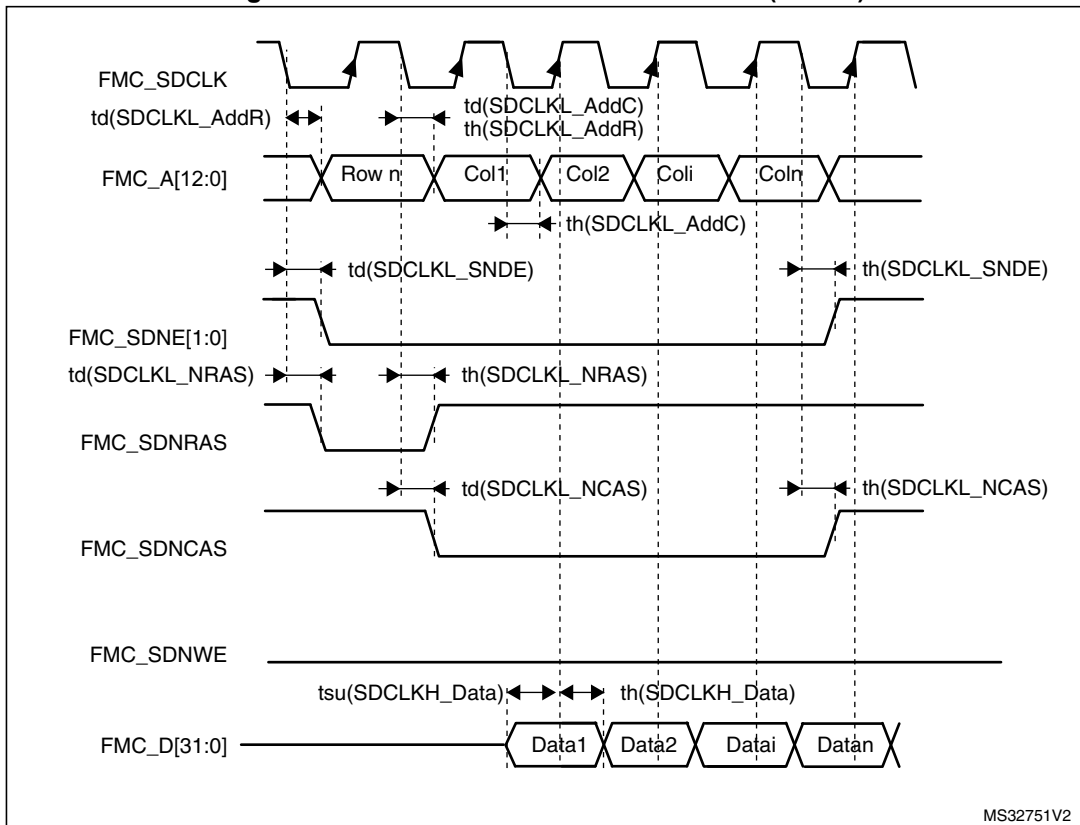 FMC_SDCLK
td(SDCLKL_AddR)
td(SDCLKL_AddC)
th(SDCLKL_AddR)
FMC_A[12:0]
Row n
Col1
Col2
Coli
Coln
th(SDCLKL_AddC)
td(SDCLKL_SNDE)
th(SDCLKL_SNDE)
FMC_SDNE[1:0]
td(SDCLKL_NRAS)
th(SDCLKL_NRAS)
FMC_SDNRAS
td(SDCLKL_NCAS)
th(SDCLKL_NCAS)
FMC_SDNCAS
FMC_SDNWE
tsu(SDCLKH_Data)
th(SDCLKH_Data)
FMC_D[31:0]
Data1
Data2
Datai
Datan
MS32751V2